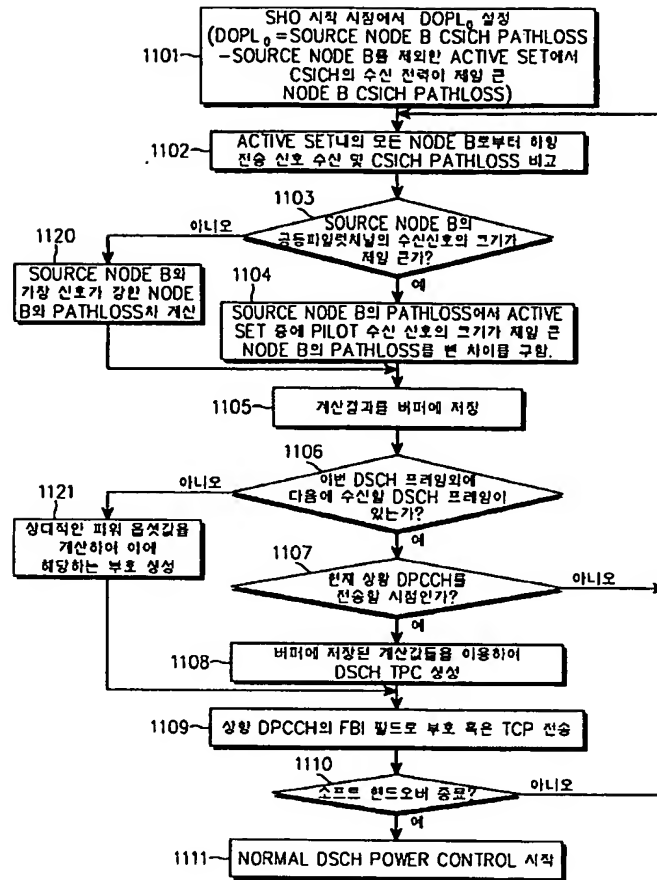 SHO 시작 시점에서 DOPL₀ 설정
(DOPL₀=SOURCE NODE B CSICH PATHLOSS
-SOURCE NODE B를 제외한 ACTIVE SET에서
CSICH의 수신 전력이 제일 큰
NODE B CSICH PATHLOSS)
1101
1102
ACTIVE SET내의 모든 NODE B로부터 하향
전송 신호 수신 및 CSICH PATHLOSS 비교
1103
SOURCE NODE B의
공통파일럿채널의 수신신호의 크기가
제일 큰가?
아니오
예
1120
SOURCE NODE B와
가장 신호가 강한 NODE
B의 PATHLOSS차 계산
1104
SOURCE NODE B의 PATHLOSS에서 ACTIVE
SET 중에 PILOT 수신 신호의 크기가 제일 큰
NODE B의 PATHLOSS를 뺀 차이를 구함.
1105
계산결과를 버퍼에 저장
1106
이번 DSCH 프레임외에
다음에 수신할 DSCH 프레임이
있는가?
아니오
예
1121
상대적인 파워 옵셋값을
계산하여 이에
해당하는 부호 생성
1107
현재 상향 DPCCH를
전송할 시점인가?
아니오
예
1108
버퍼에 저장된 계산값들을 이용하여
DSCH TPC 생성
1109
상향 DPCCH의 FBI 필드로 부호 혹은 TCP 전송
1110
소프트 핸드오버 종료?
아니오
예
1111
NORMAL DSCH POWER CONTROL 시작